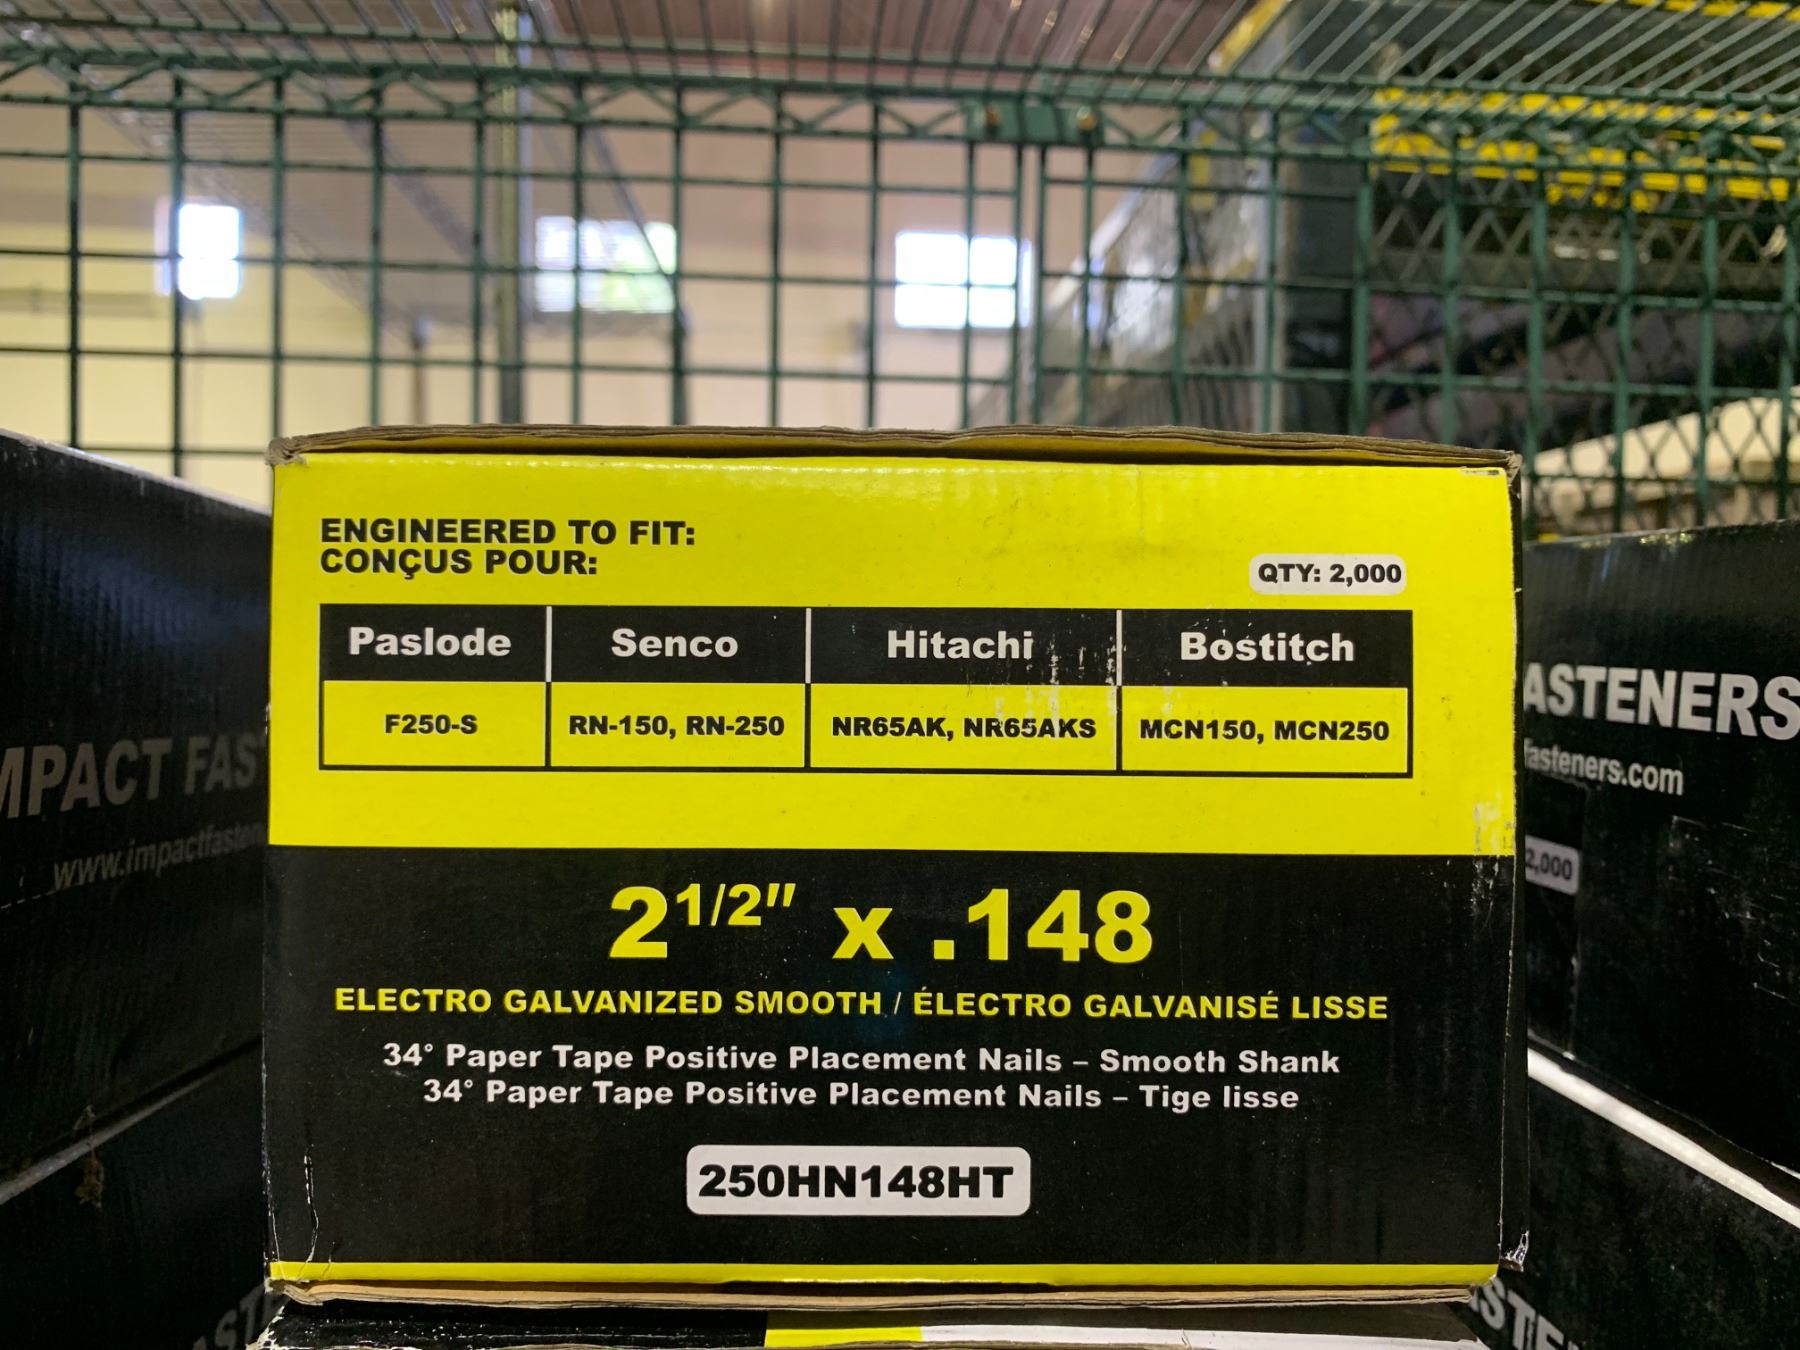 ENGINEERED TO FIT:
CONÇUS POUR:
QTY: 2,000
Paslode Senco Hitachi Bostitch
F250-S RN-150, RN-250 NR65AK, NR65AKS MCN150, MCN250
2 1/2" x .148
ELECTRO GALVANIZED SMOOTH / ÉLECTRO GALVANISÉ LISSE
34° Paper Tape Positive Placement Nails – Smooth Shank
34° Paper Tape Positive Placement Nails – Tige lisse
250HN148HT
MPACT FAS
www.impactfasten
ASTENERS
fasteners.com
2,000